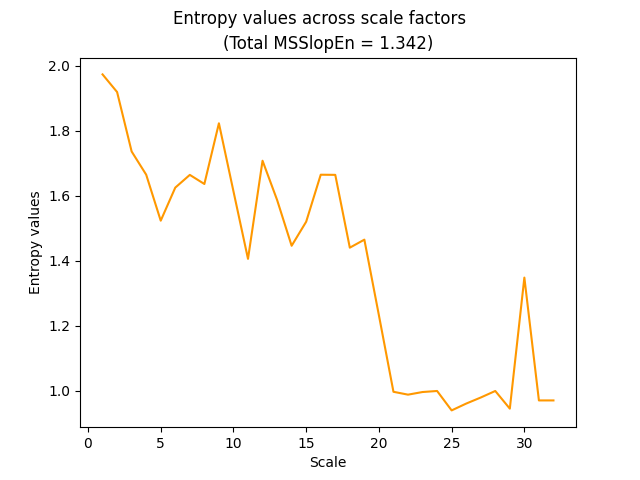 Entropy values across scale factors
(Total MSSlopEn = 1.342)
2.0
1.8
1.6
1.4
1.2
1.0
Entropy values
0 5 10 15 20 25 30
Scale